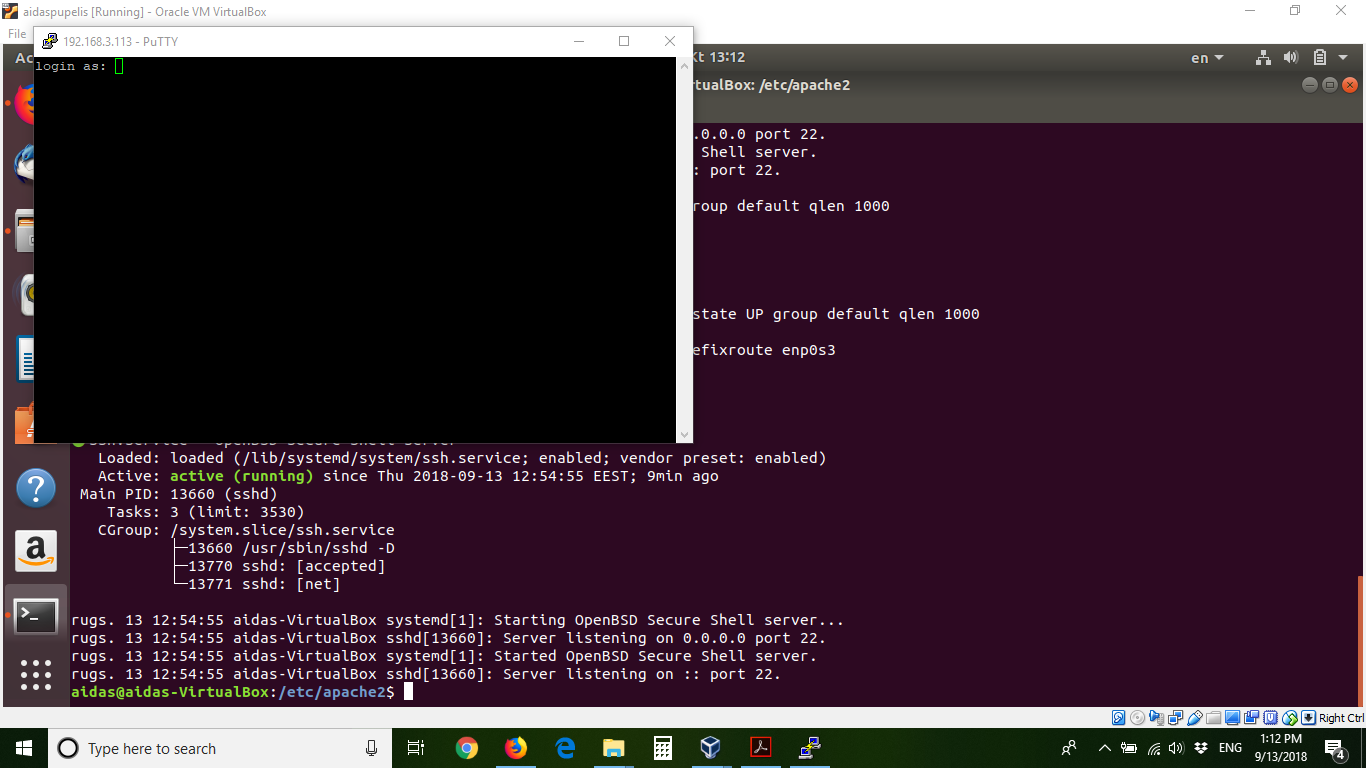 aidaspupelis [Running] - Oracle VM VirtualBox
File
192.168.3.113 - PuTTY
login as:
Ac
Kt 13:12
en
rtualBox: /etc/apache2
.0.0.0 port 22.
Shell server.
: port 22.
roup default qlen 1000
state UP group default qlen 1000
efixroute enp0s3
Loaded: loaded (/lib/systemd/system/ssh.service; enabled; vendor preset: enabled)
Active: active (running) since Thu 2018-09-13 12:54:55 EEST; 9min ago
Main PID: 13660 (sshd)
Tasks: 3 (limit: 3530)
CGroup: /system.slice/ssh.service
├─13660 /usr/sbin/sshd -D
├─13770 sshd: [accepted]
└─13771 sshd: [net]
rugs. 13 12:54:55 aidas-VirtualBox systemd[1]: Starting OpenBSD Secure Shell server...
rugs. 13 12:54:55 aidas-VirtualBox sshd[13660]: Server listening on 0.0.0.0 port 22.
rugs. 13 12:54:55 aidas-VirtualBox systemd[1]: Started OpenBSD Secure Shell server.
rugs. 13 12:54:55 aidas-VirtualBox sshd[13660]: Server listening on :: port 22.
aidas@aidas-VirtualBox:/etc/apache2$
Right Ctrl
Type here to search
ENG
1:12 PM
9/13/2018
4